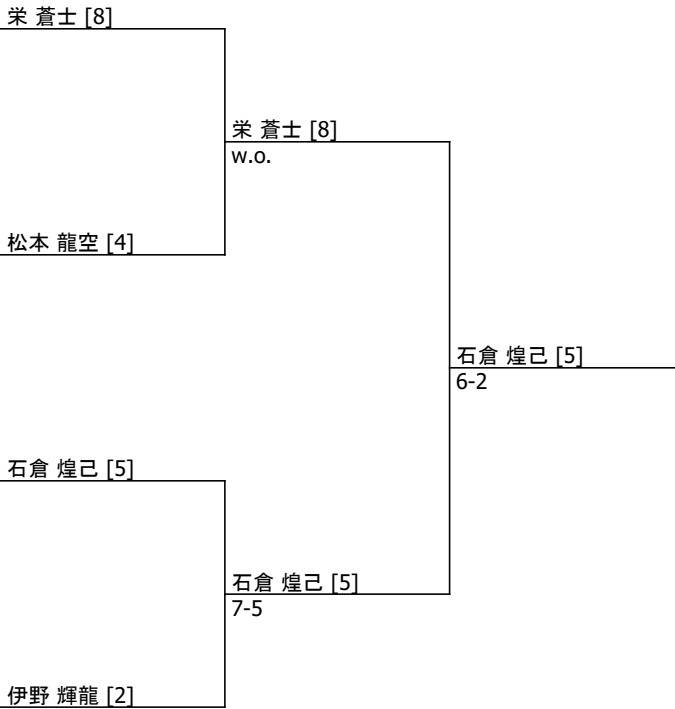 栄 蒼士 [8]
栄 蒼士 [8]
w.o.
松本 龍空 [4]
石倉 煌己 [5]
6-2
石倉 煌己 [5]
石倉 煌己 [5]
7-5
伊野 輝龍 [2]